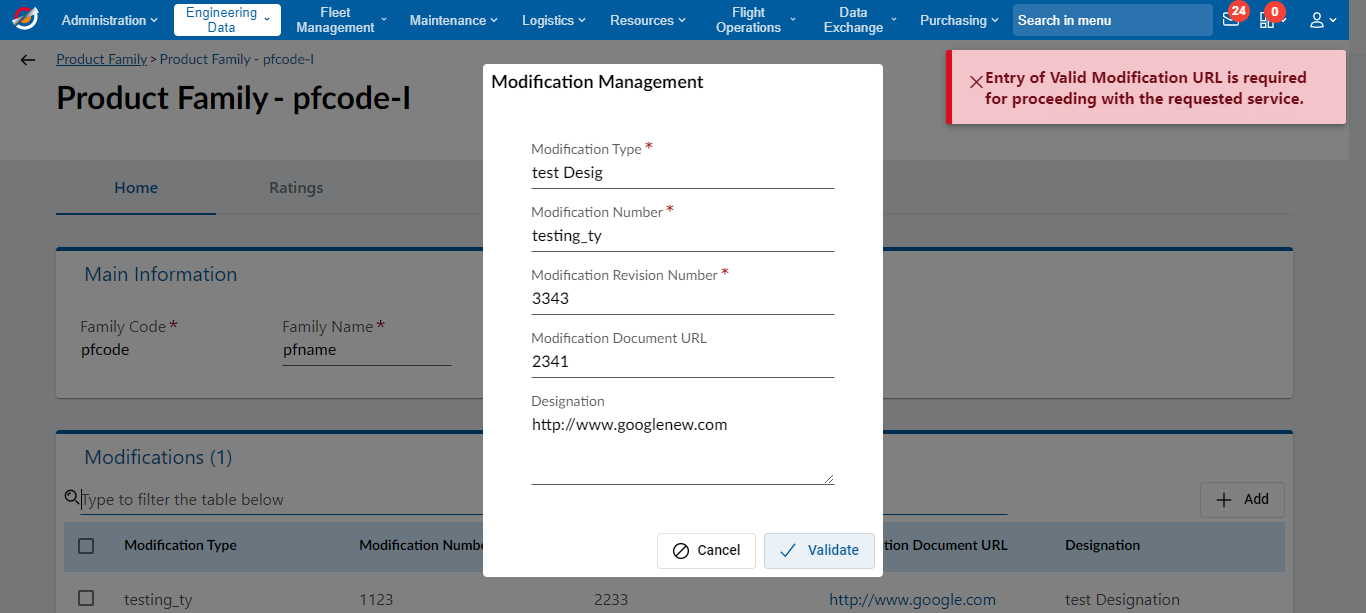 Administration
Engineering
Data
Fleet
Management
Maintenance
Logistics
Resources
Flight
Operations
Data
Exchange
Purchasing
Search in menu
24
0
Product Family > Product Family - pfcode-I
Product Family - pfcode-I
Entry of Valid Modification URL is required
for proceeding with the requested service.
Home
Ratings
Main Information
Family Code *
pfcode
Family Name *
pfname
Modifications (1)
Type to filter the table below
Add
Modification Type
Modification Numbe
tion Document URL
Designation
testing_ty
1123
2233
http://www.google.com
test Designation
Modification Management
Modification Type *
test Desig
Modification Number *
testing_ty
Modification Revision Number *
3343
Modification Document URL
2341
Designation
http://www.googlenew.com
Cancel
Validate